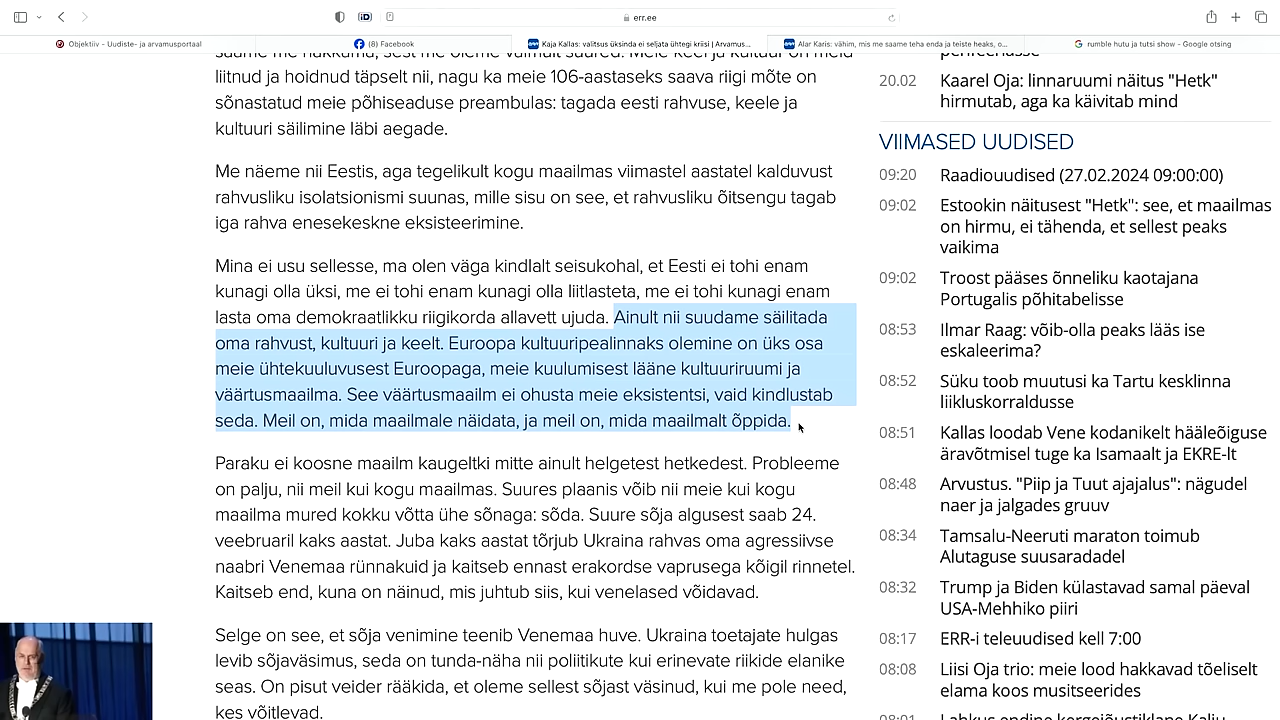 err.ee
Objektiiv – Uudiste- ja arvamusportaal
(8) Facebook
Kaja Kallas: valitsus üksinda ei seljata ühtegi kriisi | Arvamus...
Alar Karis: vähim, mis me saame teha enda ja teiste heaks, o...
rumble hutu ja tutsi show - Google otsing
liitnud ja hoidnud täpselt nii, nagu ka meie 106-aastaseks saava riigi mõte on
sõnastatud meie põhiseaduse preambulas: tagada eesti rahvuse, keele ja
kultuuri säilimine läbi aegade.
Me näeme nii Eestis, aga tegelikult kogu maailmas viimastel aastatel kalduvust
rahvusliku isolatsionismi suunas, mille sisu on see, et rahvusliku õitsengu tagab
iga rahva enesekeskne eksisteerimine.
Mina ei usu sellesse, ma olen väga kindlalt seisukohal, et Eesti ei tohi enam
kunagi olla üksi, me ei tohi enam kunagi olla liitlasteta, me ei tohi kunagi enam
lasta oma demokraatlikku riigikorda allavett ujuda. Ainult nii suudame säilitada
oma rahvust, kultuuri ja keelt. Euroopa kultuuripealinnaks olemine on üks osa
meie ühtekuuluvusest Euroopaga, meie kuulumisest lääne kultuuriruumi ja
väärtusmaailma. See väärtusmaailm ei ohusta meie eksistentsi, vaid kindlustab
seda. Meil on, mida maailmale näidata, ja meil on, mida maailmalt õppida.
Paraku ei koosne maailm kaugeltki mitte ainult helgetest hetkedest. Probleeme
on palju, nii meil kui kogu maailmas. Suures plaanis võib nii meie kui kogu
maailma mured kokku võtta ühe sõnaga: sõda. Suure sõja algusest saab 24.
veebruaril kaks aastat. Juba kaks aastat tõrjub Ukraina rahvas oma agressiivse
naabri Venemaa rünnakuid ja kaitseb ennast erakordse vaprusega kõigil rinnetel.
Kaitseb end, kuna on näinud, mis juhtub siis, kui venelased võidavad.
Selge on see, et sõja venimine teenib Venemaa huve. Ukraina toetajate hulgas
levib sõjaväsimus, seda on tunda-näha nii poliitikute kui erinevate riikide elanike
seas. On pisut veider rääkida, et oleme sellest sõjast väsinud, kui me pole need,
kes võitlevad.
20.02 Kaarel Oja: linnaruumi näitus "Hetk"
hirmutab, aga ka käivitab mind
VIIMASED UUDISED
09:20 Raadiouudised (27.02.2024 09:00:00)
09:02 Estookin näitusest "Hetk": see, et maailmas
on hirmu, ei tähenda, et sellest peaks
vaikima
09:02 Troost pääses õnneliku kaotajana
Portugalis põhitabelisse
08:53 Ilmar Raag: võib-olla peaks lääs ise
eskaleerima?
08:52 Süku toob muutusi ka Tartu kesklinna
liikluskorraldusse
08:51 Kallas loodab Vene kodanikelt hääleõiguse
äravõtmisel tuge ka Isamaalt ja EKRE-lt
08:48 Arvustus. "Piip ja Tuut ajajalus": nägudel
naer ja jalgades gruuv
08:34 Tamsalu-Neeruti maraton toimub
Alutaguse suusaradadel
08:32 Trump ja Biden külastavad samal päeval
USA-Mehhiko piiri
08:17 ERR-i teleuudised kell 7:00
08:08 Liisi Oja trio: meie lood hakkavad tõeliselt
elama koos musitseerides